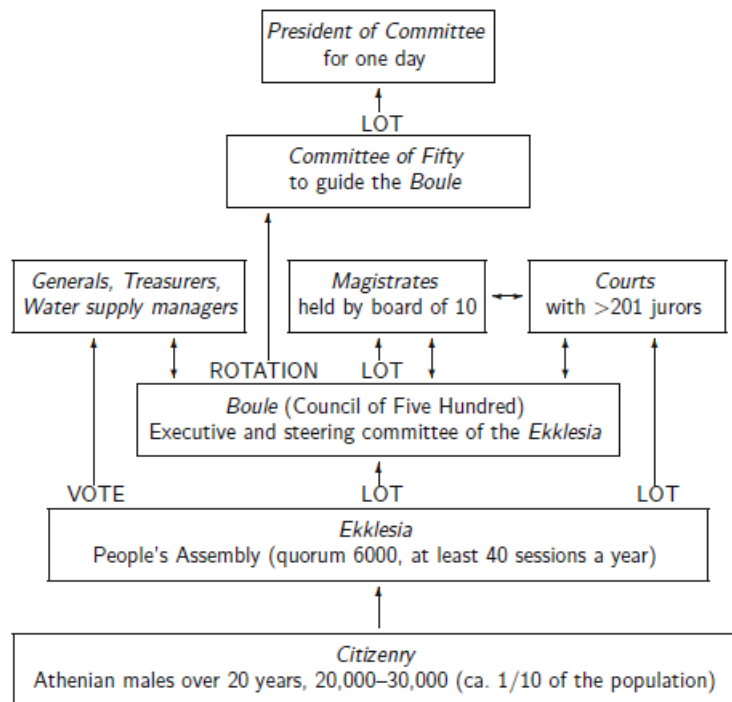 President of Committee
for one day
LOT
Committee of Fifty
to guide the Boule
Generals, Treasurers,
Water supply managers
Magistrates
held by board of 10
Courts
with >201 jurors
ROTATION
LOT
Boule (Council of Five Hundred)
Executive and steering committee of the Ekklesia
VOTE
LOT
LOT
Ekklesia
People's Assembly (quorum 6000, at least 40 sessions a year)
Citizenry
Athenian males over 20 years, 20,000–30,000 (ca. 1/10 of the population)